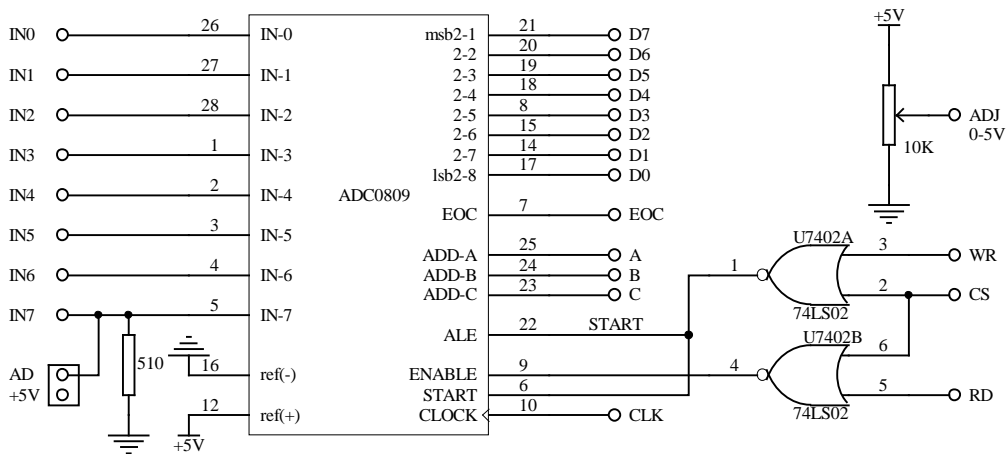 IN0 26 IN-0 msb2-1 21 D7 +5V
2-2 20 D6
IN1 27 IN-1 2-3 19 D5
2-4 18 D4
IN2 28 IN-2 2-5 8 D3 ADJ
0-5V
2-6 15 D2
10K
IN3 1 IN-3 2-7 14 D1
lsb2-8 17 D0
IN4 2 IN-4 ADC0809
EOC 7 EOC
IN5 3 IN-5 U7402A
ADD-A 25 A 3 WR
IN6 4 IN-6 ADD-B 24 B 1
ADD-C 23 C 2 CS
IN7 5 IN-7 74LS02
ALE 22 START U7402B
510 6
AD 16 ref(-) ENABLE 9 4
+5V START 6 5 RD
12 ref(+) CLOCK 10 CLK 74LS02
+5V